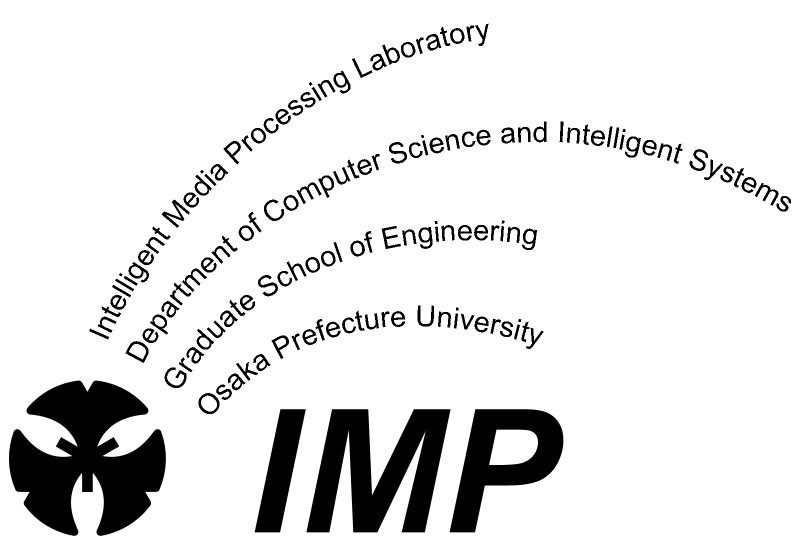 Intelligent Media Processing Laboratory
Department of Computer Science and Intelligent Systems
Graduate School of Engineering
Osaka Prefecture University
IMP